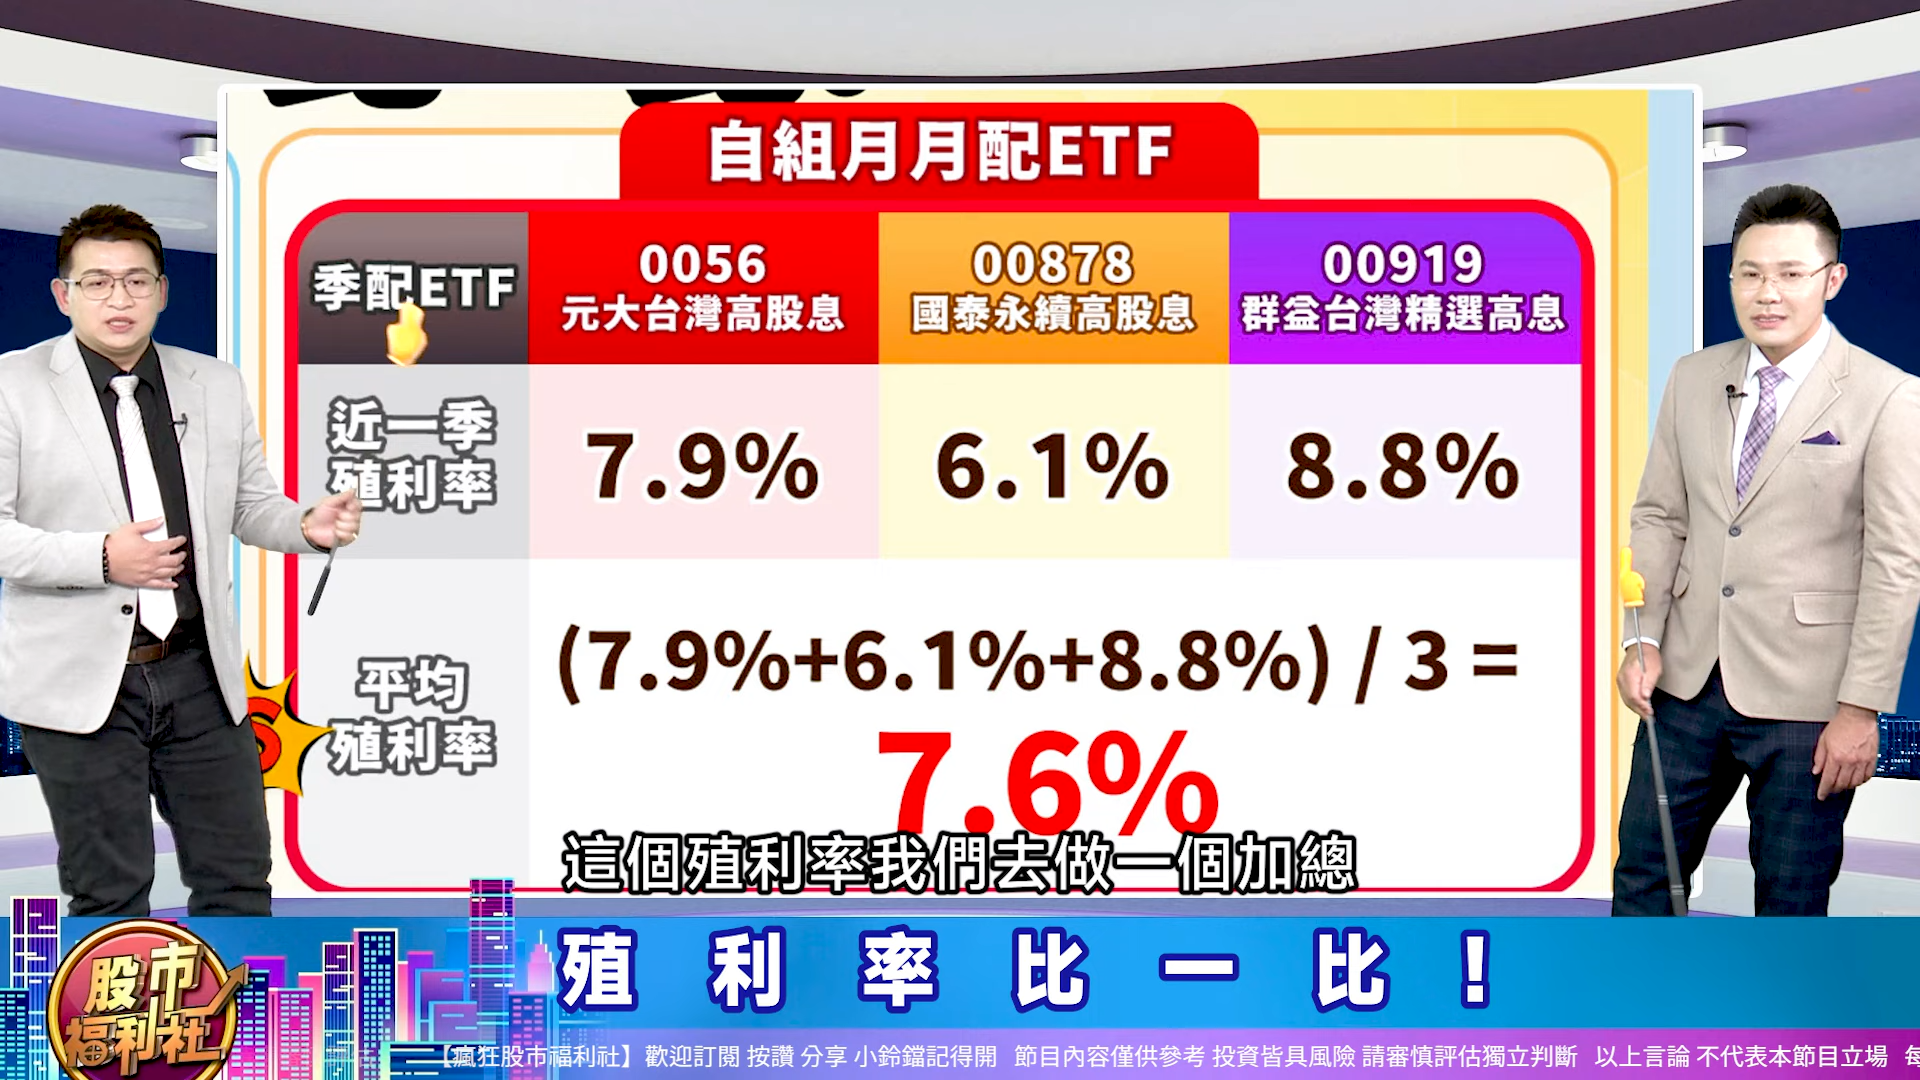 自組月月配ETF
季配ETF
0056
元大台灣高股息
00878
國泰永續高股息
00919
群益台灣精選高息
近一季
殖利率
7.9%
6.1%
8.8%
平均
殖利率
(7.9%+6.1%+8.8%) / 3 =
7.6%
這個殖利率我們去做一個加總
殖利率比一比！
股市
福利社
【瘋狂股市福利社】歡迎訂閱 按讚 分享 小鈴鐺記得開 節目內容僅供參考 投資皆具風險 請審慎評估獨立判斷 以上言論 不代表本節目立場 每